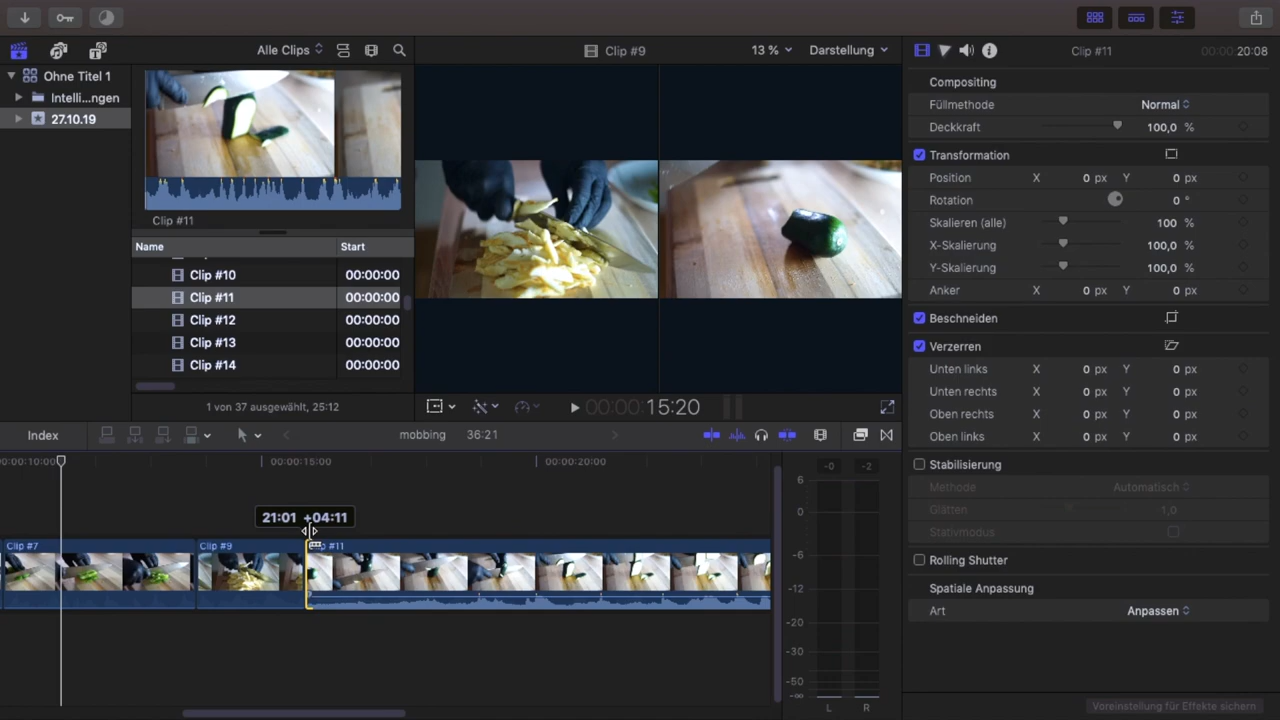 Alle Clips
Clip #9
13 %
Darstellung
Clip #11
00:00:20:08
Ohne Titel 1
Intelli...ngen
27.10.19
Clip #11
Name
Start
Clip #10
00:00:00
Clip #11
00:00:00
Clip #12
00:00:00
Clip #13
00:00:00
Clip #14
00:00:00
1 von 37 ausgewählt, 25:12
00:00:15:20
Compositing
Füllmethode
Normal
Deckkraft
100,0 %
Transformation
Position
X 0 px Y 0 px
Rotation
0 °
Skalieren (alle)
100 %
X-Skalierung
100,0 %
Y-Skalierung
100,0 %
Anker
X 0 px Y 0 px
Beschneiden
Verzerren
Unten links X 0 px Y 0 px
Unten rechts X 0 px Y 0 px
Oben rechts X 0 px Y 0 px
Oben links X 0 px Y 0 px
Stabilisierung
Methode
Automatisch
Glätten
1,0
Stativmodus
Rolling Shutter
Spatiale Anpassung
Art
Anpassen
Voreinstellung für Effekte sichern
Index
mobbing
36:21
00:00:10:00
00:00:15:00
00:00:20:00
21:01 +04:11
Clip #7
Clip #9
#11
-0 -2
6
0
-6
-12
-20
-30
-50
-∞
L R